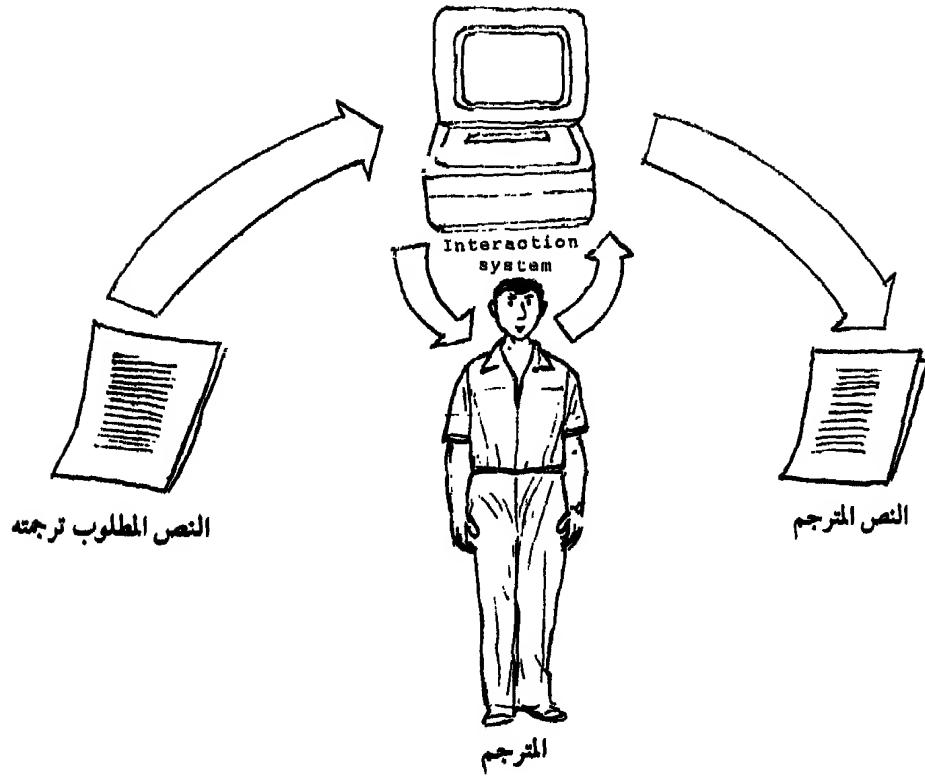 Interaction
system
النص المطلوب ترجمته
النص المترجم
المترجم